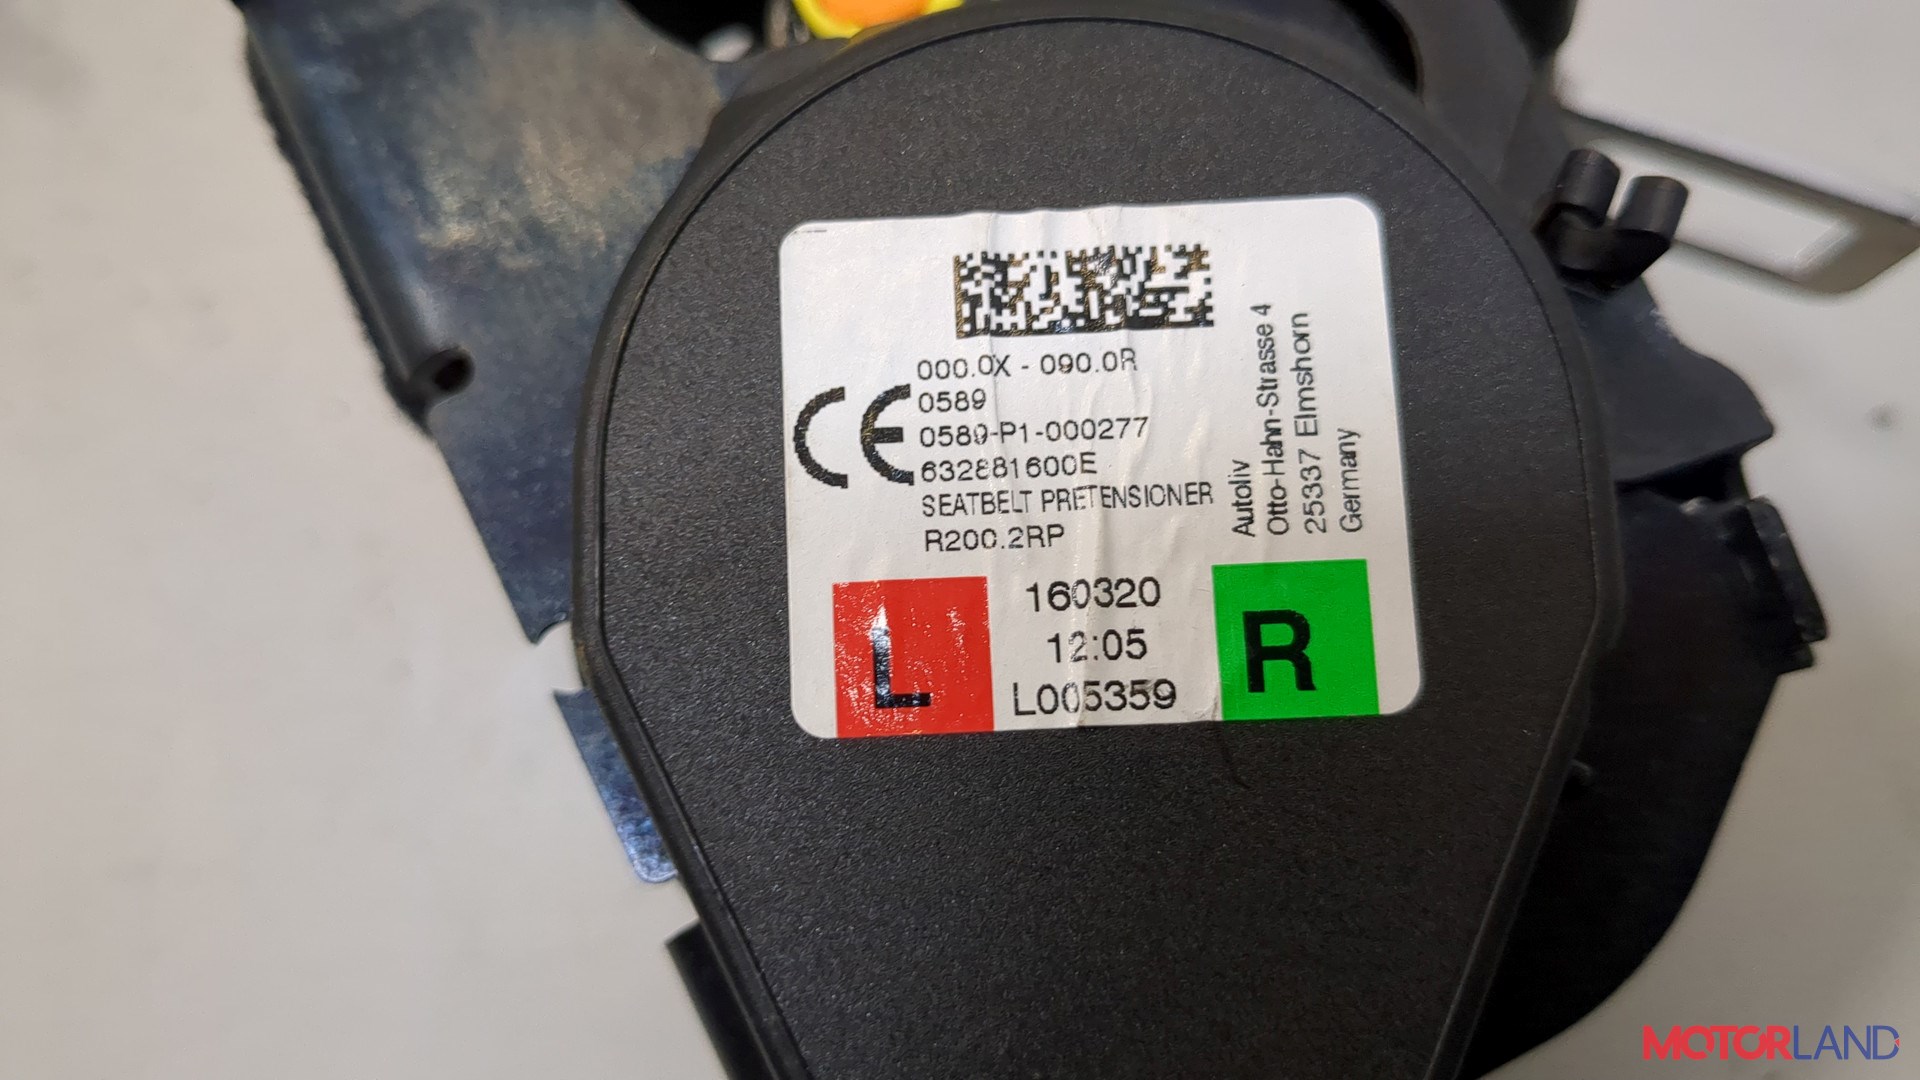 000.0X - 090.0R
0589
0589-P1-000277
632881600E
SEATBELT PRETENSIONER
R200.2RP
CE
Autoliv
Otto-Hahn-Strasse 4
25337 Elmshorn
Germany
L
160320
12:05
L005359
R
MOTORLAND